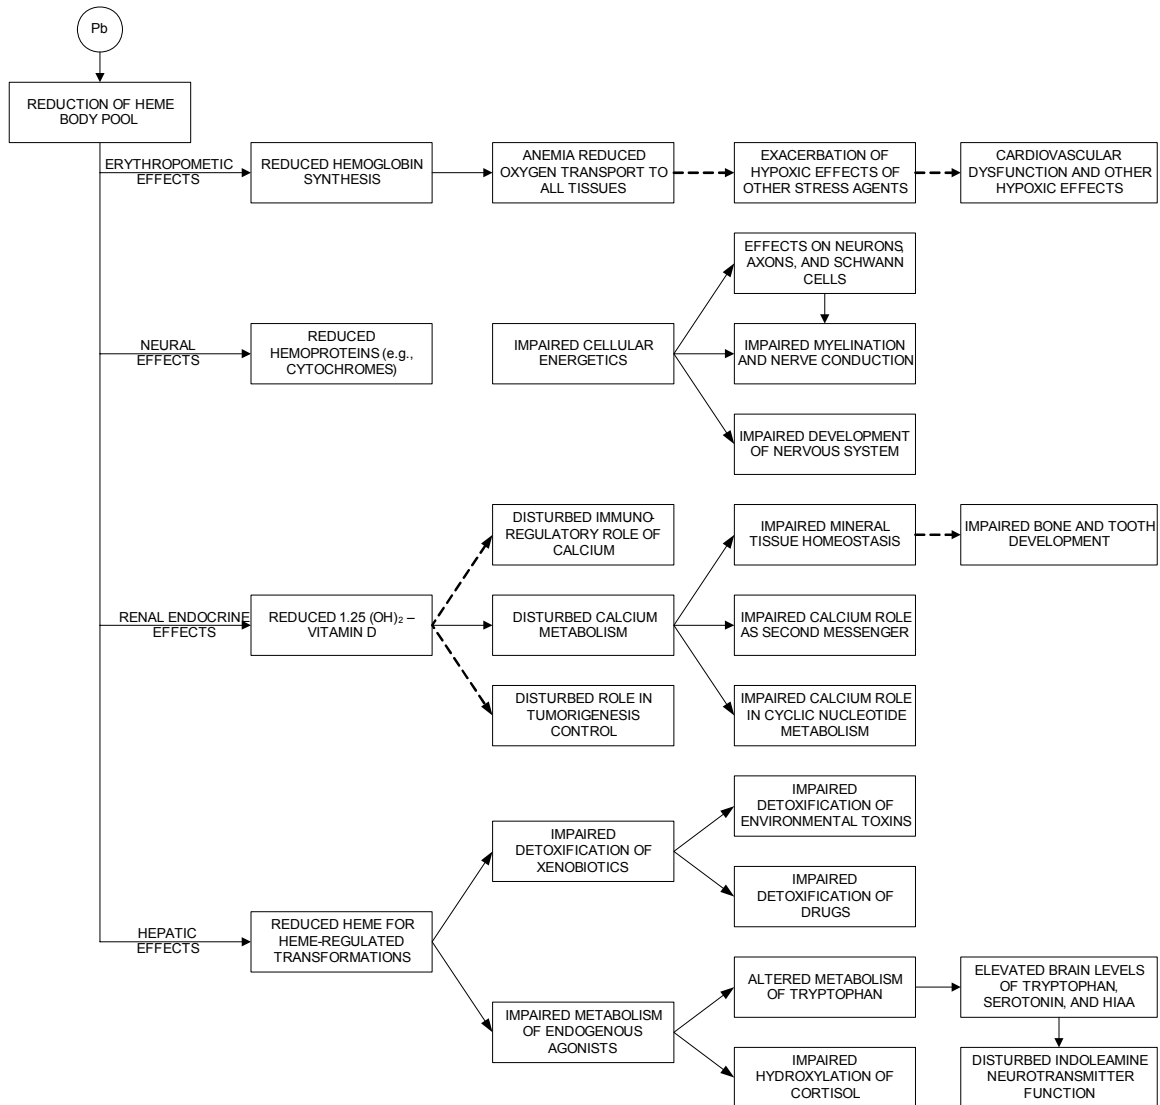 Pb
REDUCTION OF HEME
BODY POOL
ERYTHROPOMETIC
EFFECTS
REDUCED HEMOGLOBIN
SYNTHESIS
ANEMIA REDUCED
OXYGEN TRANSPORT TO
ALL TISSUES
EXACERBATION OF
HYPOXIC EFFECTS OF
OTHER STRESS AGENTS
CARDIOVASCULAR
DYSFUNCTION AND OTHER
HYPOXIC EFFECTS
NEURAL
EFFECTS
REDUCED
HEMOPROTEINS (e.g.,
CYTOCHROMES)
IMPAIRED CELLULAR
ENERGETICS
EFFECTS ON NEURONS,
AXONS, AND SCHWANN
CELLS
IMPAIRED MYELINATION
AND NERVE CONDUCTION
IMPAIRED DEVELOPMENT
OF NERVOUS SYSTEM
RENAL ENDOCRINE
EFFECTS
REDUCED 1.25 (OH)₂ –
VITAMIN D
DISTURBED IMMUNO-
REGULATORY ROLE OF
CALCIUM
DISTURBED CALCIUM
METABOLISM
DISTURBED ROLE IN
TUMORIGENESIS
CONTROL
IMPAIRED MINERAL
TISSUE HOMEOSTASIS
IMPAIRED BONE AND TOOTH
DEVELOPMENT
IMPAIRED CALCIUM ROLE
AS SECOND MESSENGER
IMPAIRED CALCIUM ROLE
IN CYCLIC NUCLEOTIDE
METABOLISM
HEPATIC
EFFECTS
REDUCED HEME FOR
HEME-REGULATED
TRANSFORMATIONS
IMPAIRED
DETOXIFICATION OF
XENOBIOTICS
IMPAIRED
DETOXIFICATION OF
ENVIRONMENTAL TOXINS
IMPAIRED
DETOXIFICATION OF
DRUGS
IMPAIRED METABOLISM
OF ENDOGENOUS
AGONISTS
ALTERED METABOLISM
OF TRYPTOPHAN
ELEVATED BRAIN LEVELS
OF TRYPTOPHAN,
SEROTONIN, AND HIAA
IMPAIRED
HYDROXYLATION OF
CORTISOL
DISTURBED INDOLEAMINE
NEUROTRANSMITTER
FUNCTION